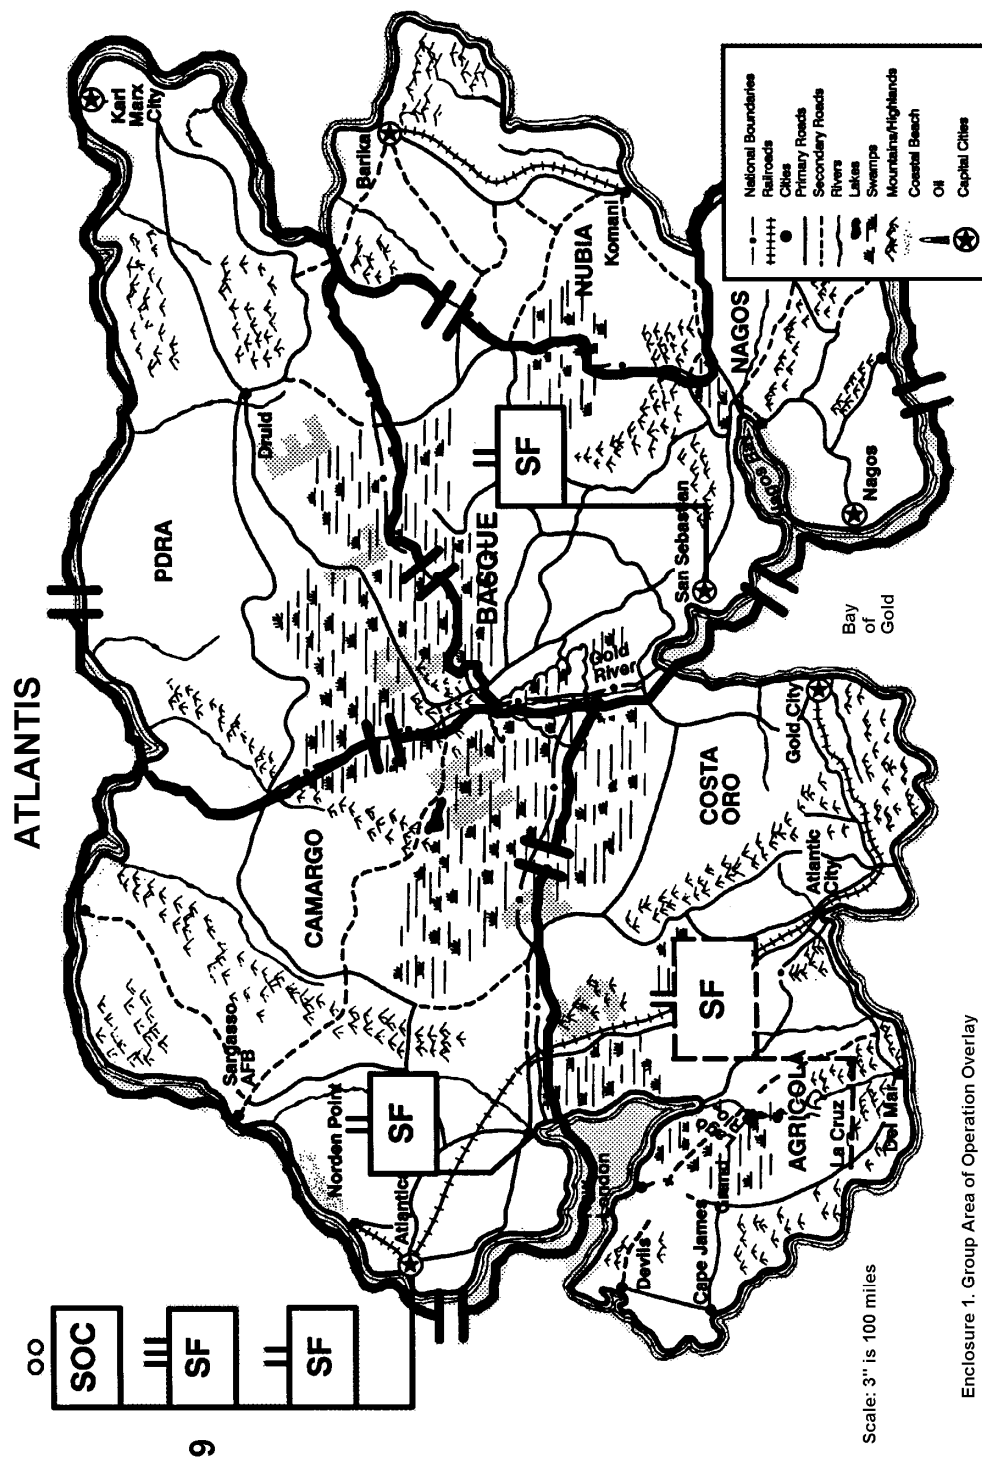 ATLANTIS
Karl
Marx
City
Barika
PDRA
Druid
NUBIA
Komani
NAGOS
Nagos
SF
BASQUE
San Sebastian
Gold
River
Bay
of
Gold
CAMARGO
COSTA
ORO
Gold City
Atlantic
City
Sargasso
AFB
Norden Point
SF
Atlantica
SF
AGRICOLA
La Cruz
Del Mar
London
Devils
Cape James
Grand
National Boundaries
Railroads
Cities
Primary Roads
Secondary Roads
Rivers
Lakes
Swamps
Mountains/Highlands
Coastal Beach
Oil
Capital Cities
SOC
SF
SF
Scale: 3" is 100 miles
Enclosure 1. Group Area of Operation Overlay
9